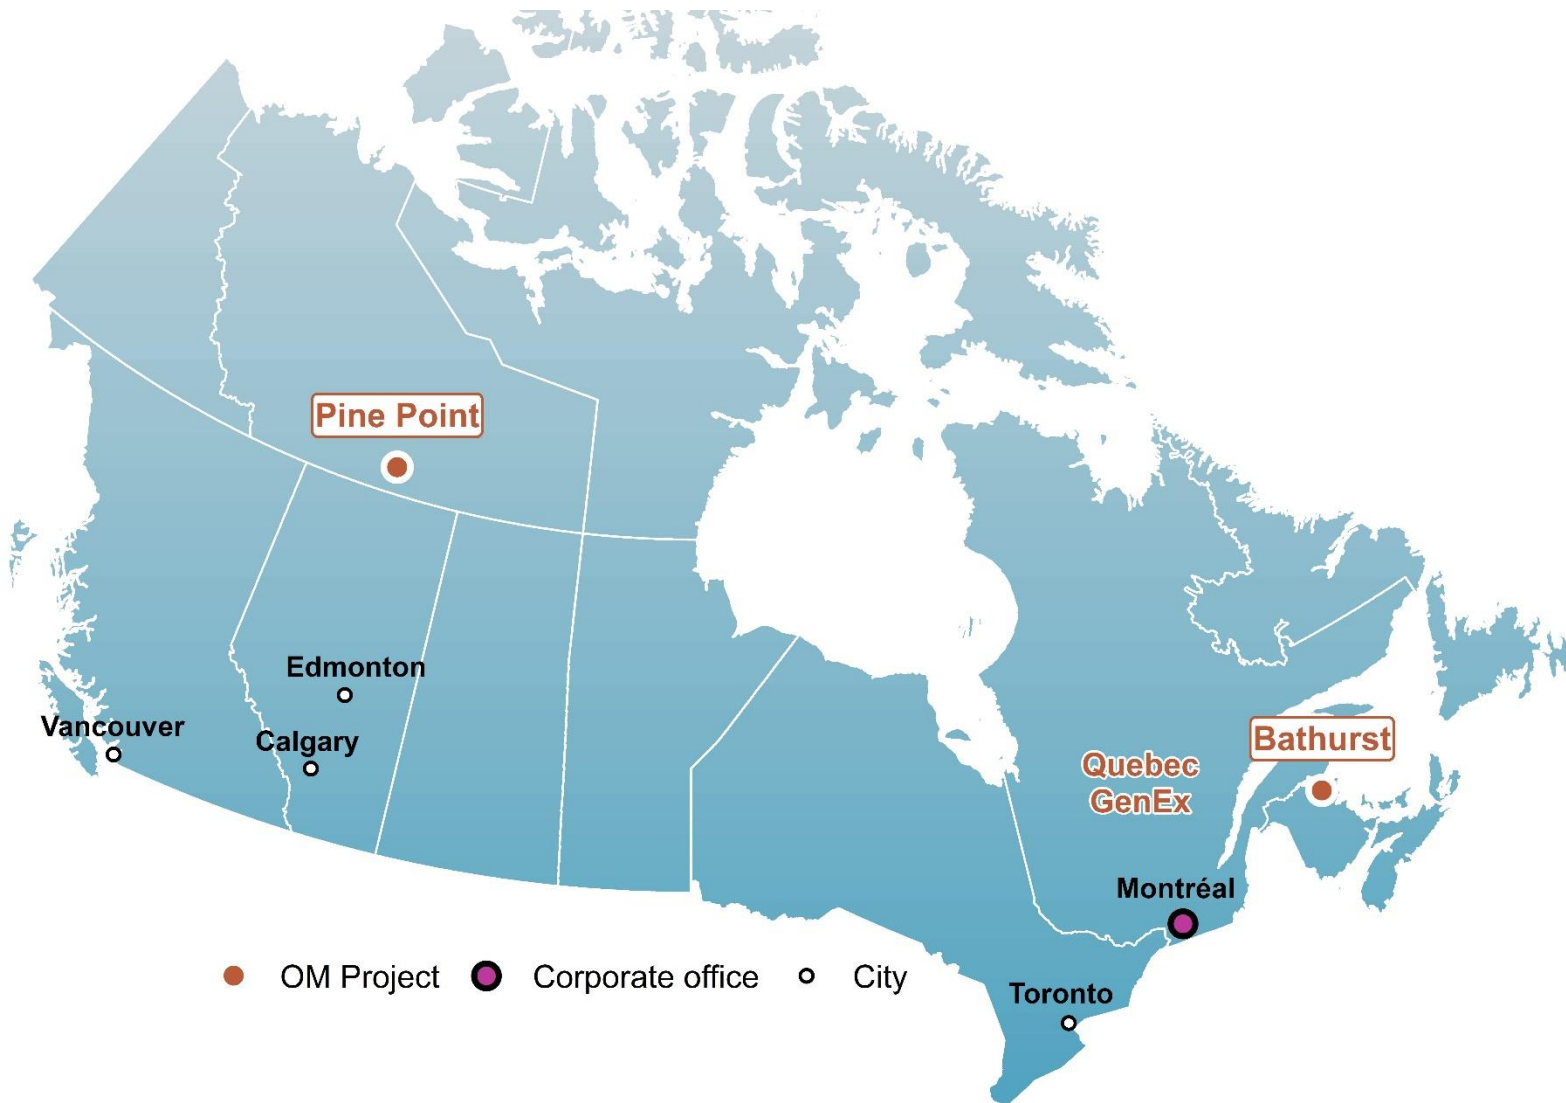 Pine Point
Edmonton
Vancouver
Calgary
Bathurst
Quebec
GenEx
Montréal
OM Project
Corporate office
City
Toronto